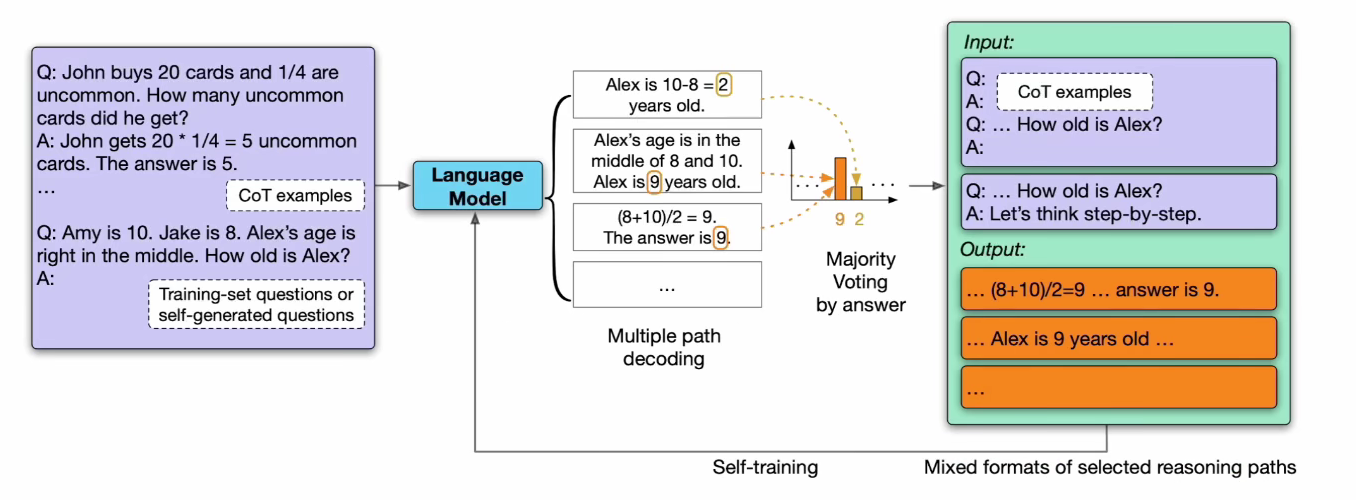 Q: John buys 20 cards and 1/4 are
uncommon. How many uncommon
cards did he get?
A: John gets 20 * 1/4 = 5 uncommon
cards. The answer is 5.
...
CoT examples
Q: Amy is 10. Jake is 8. Alex's age is
right in the middle. How old is Alex?
A:
Training-set questions or
self-generated questions
Language
Model
Alex is 10-8 = 2
years old.
Alex's age is in the
middle of 8 and 10.
Alex is 9 years old.
(8+10)/2 = 9.
The answer is 9.
...
Multiple path
decoding
... ...
9 2
Majority
Voting
by answer
Input:
Q:
A:
CoT examples
Q: ... How old is Alex?
A:
Q: ... How old is Alex?
A: Let's think step-by-step.
Output:
... (8+10)/2=9 ... answer is 9.
... Alex is 9 years old ...
...
Self-training
Mixed formats of selected reasoning paths